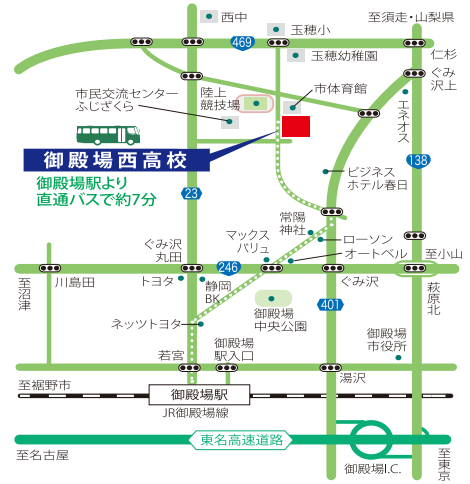 西中
玉穂小
至須走・山梨県
469
玉穂幼稚園
仁杉
ぐみ
沢上
市民交流センター
ふじざくら
陸上
競技場
市体育館
エネオス
御殿場西高校
138
御殿場駅より
直通バスで約7分
23
ビジネス
ホテル春日
常陽
神社
ローソン
オートベル
マックス
バリュ
ぐみ沢
丸田
246
至小山
至沼津
川島田
トヨタ
静岡
BK
ぐみ沢
萩原北
401
御殿場
中央公園
ネッツトヨタ
御殿場
市役所
若宮
御殿場
駅入口
湯沢
至裾野市
御殿場駅
JR御殿場線
東名高速道路
至名古屋
御殿場I.C.
至東京